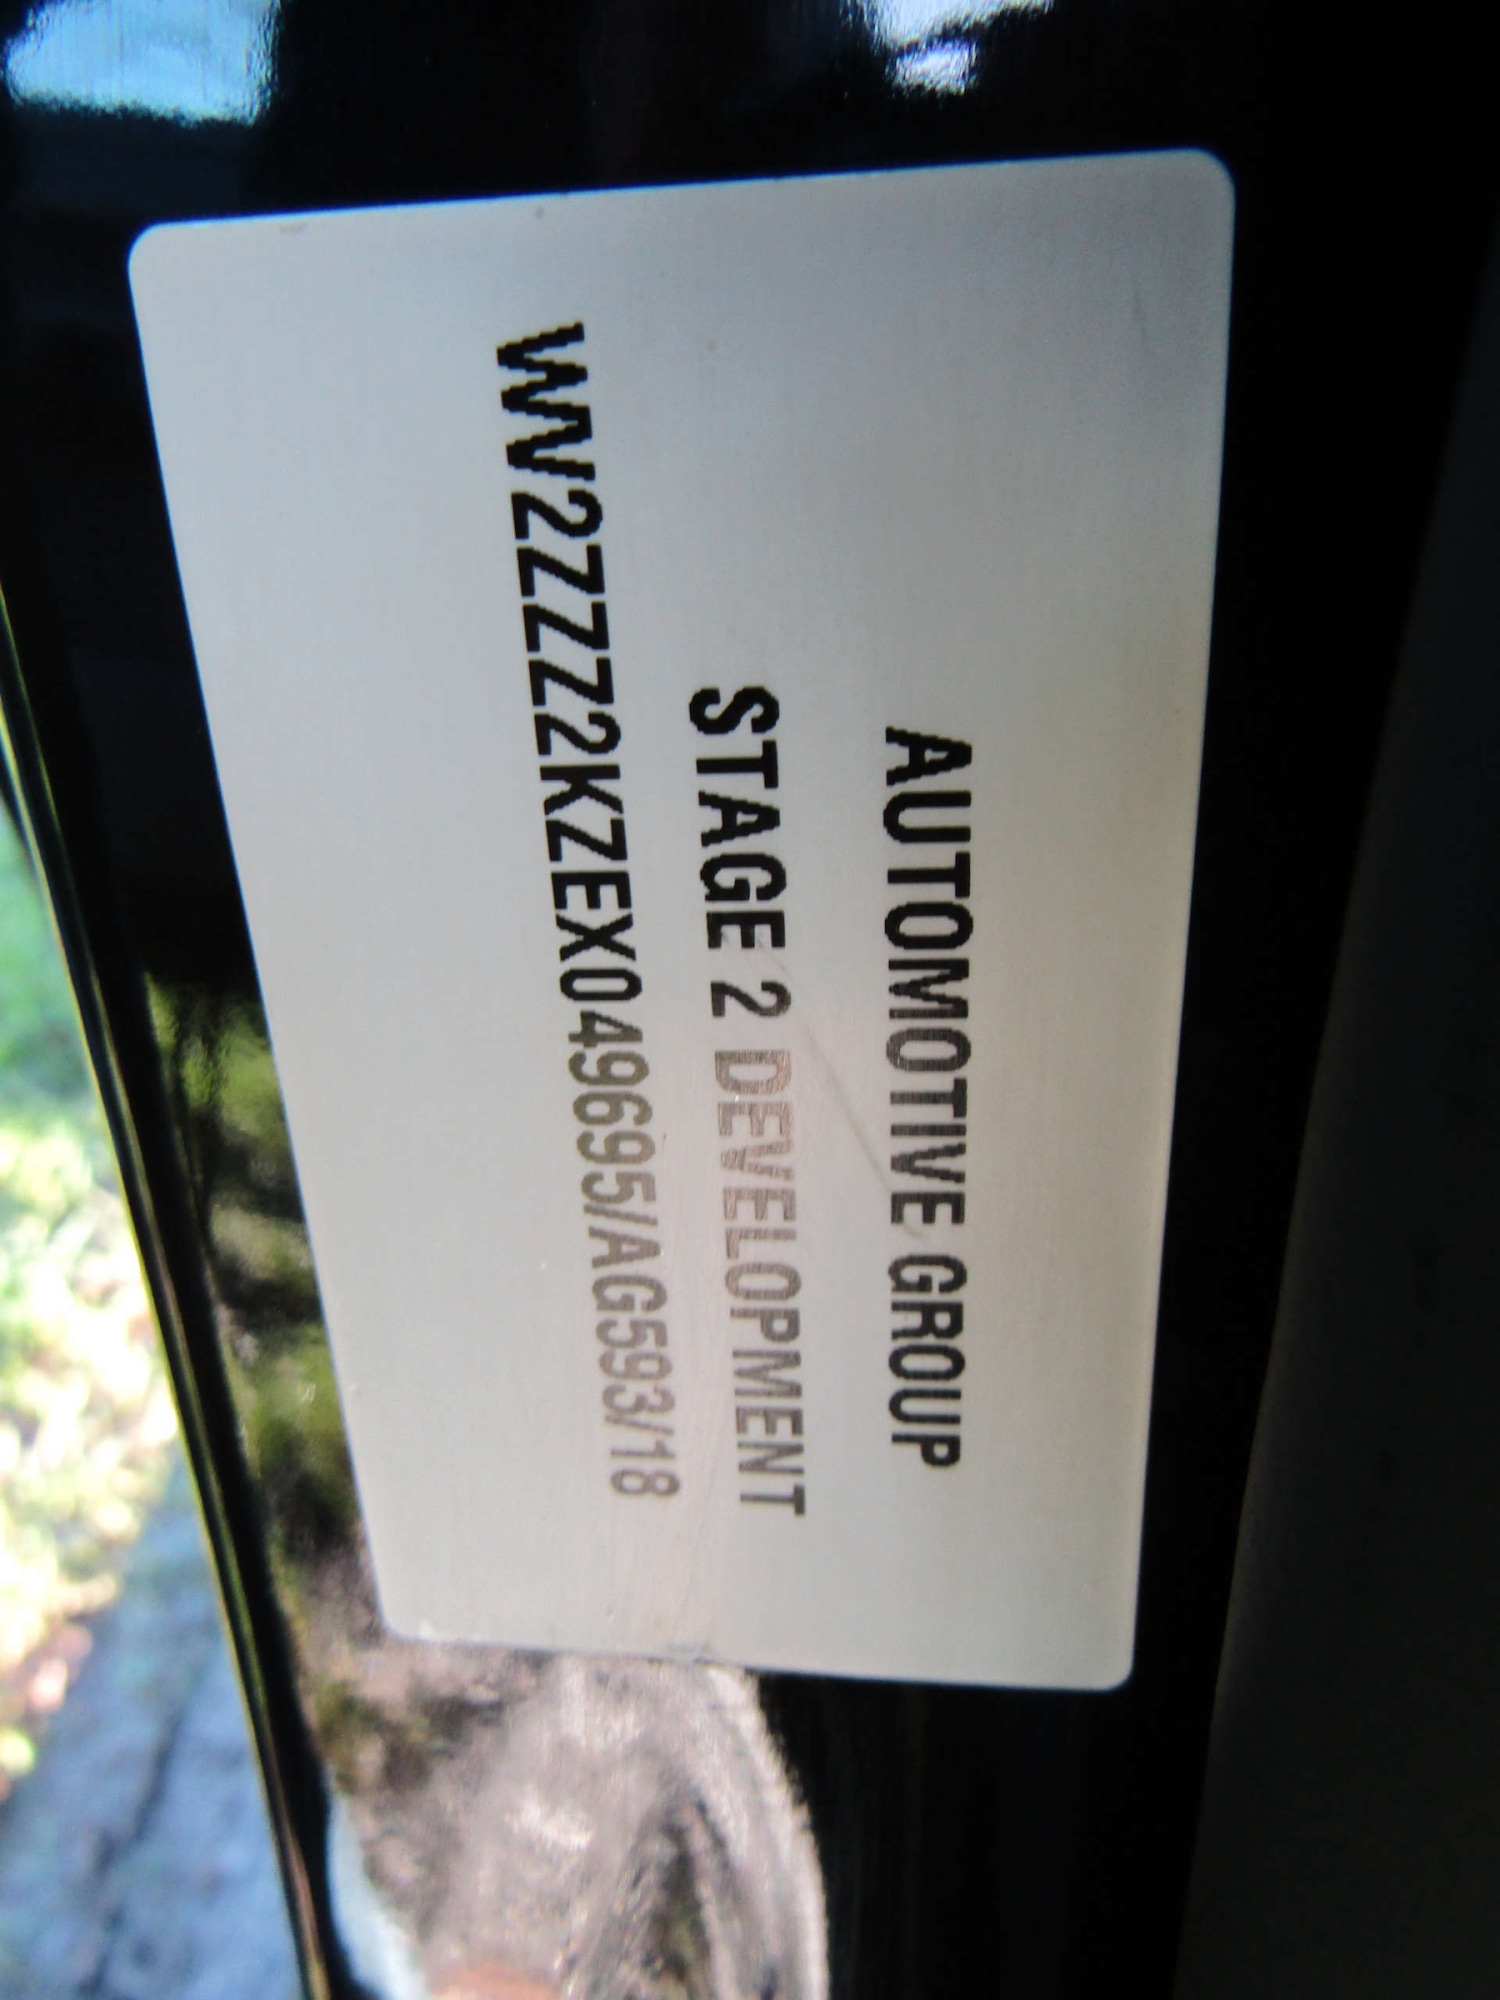 AUTOMOTIVE GROUP
STAGE 2 DEVELOPMENT
WV2ZZZ2KZEX049695/AG593/18